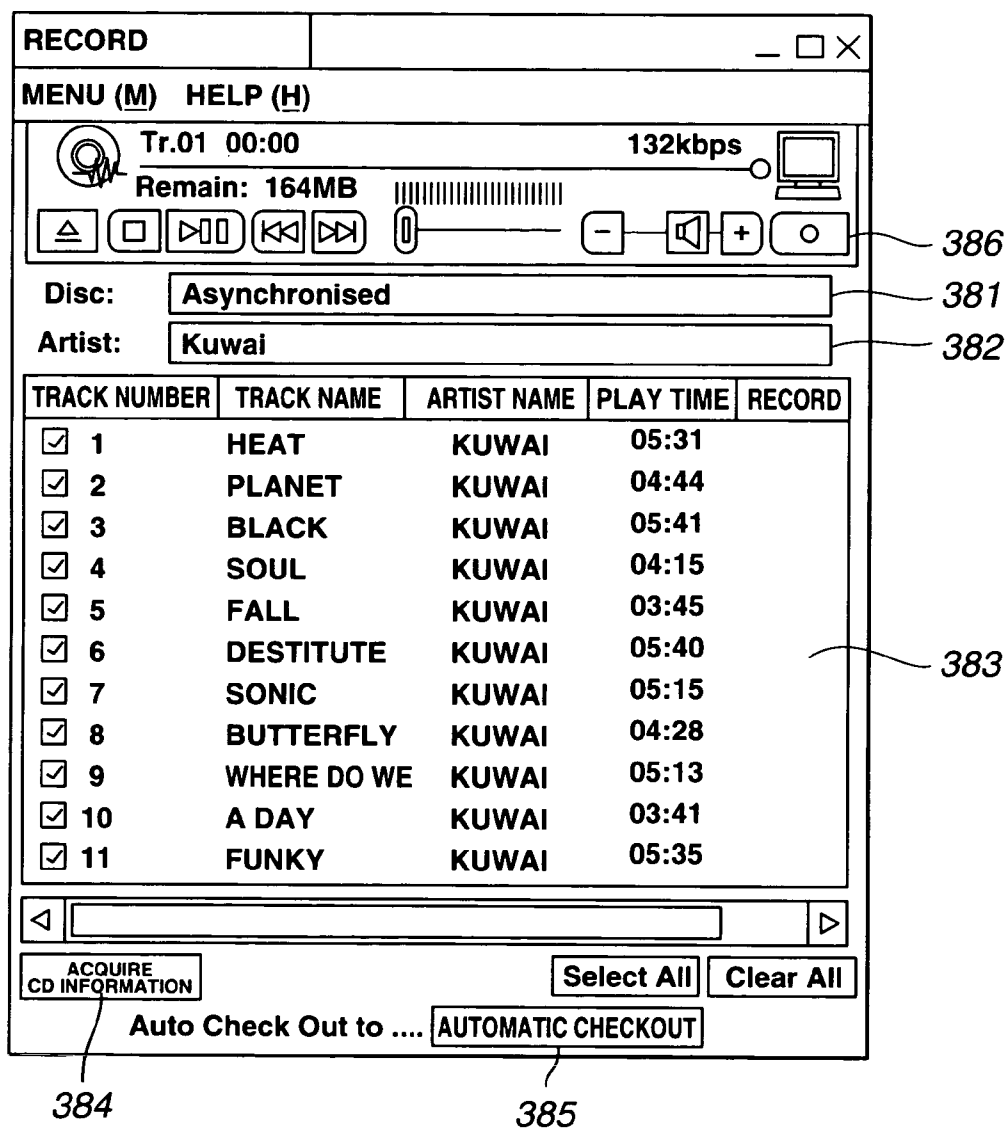 RECORD
MENU (M) HELP (H)
Tr.01 00:00 132kbps
Remain: 164MB
386
Disc: Asynchronised 381
Artist: Kuwai 382
TRACK NUMBER TRACK NAME ARTIST NAME PLAY TIME RECORD
1 HEAT KUWAI 05:31
2 PLANET KUWAI 04:44
3 BLACK KUWAI 05:41
4 SOUL KUWAI 04:15
5 FALL KUWAI 03:45
6 DESTITUTE KUWAI 05:40
383
7 SONIC KUWAI 05:15
8 BUTTERFLY KUWAI 04:28
9 WHERE DO WE KUWAI 05:13
10 A DAY KUWAI 03:41
11 FUNKY KUWAI 05:35
ACQUIRE
CD INFORMATION
Select All Clear All
Auto Check Out to .... AUTOMATIC CHECKOUT
384 385